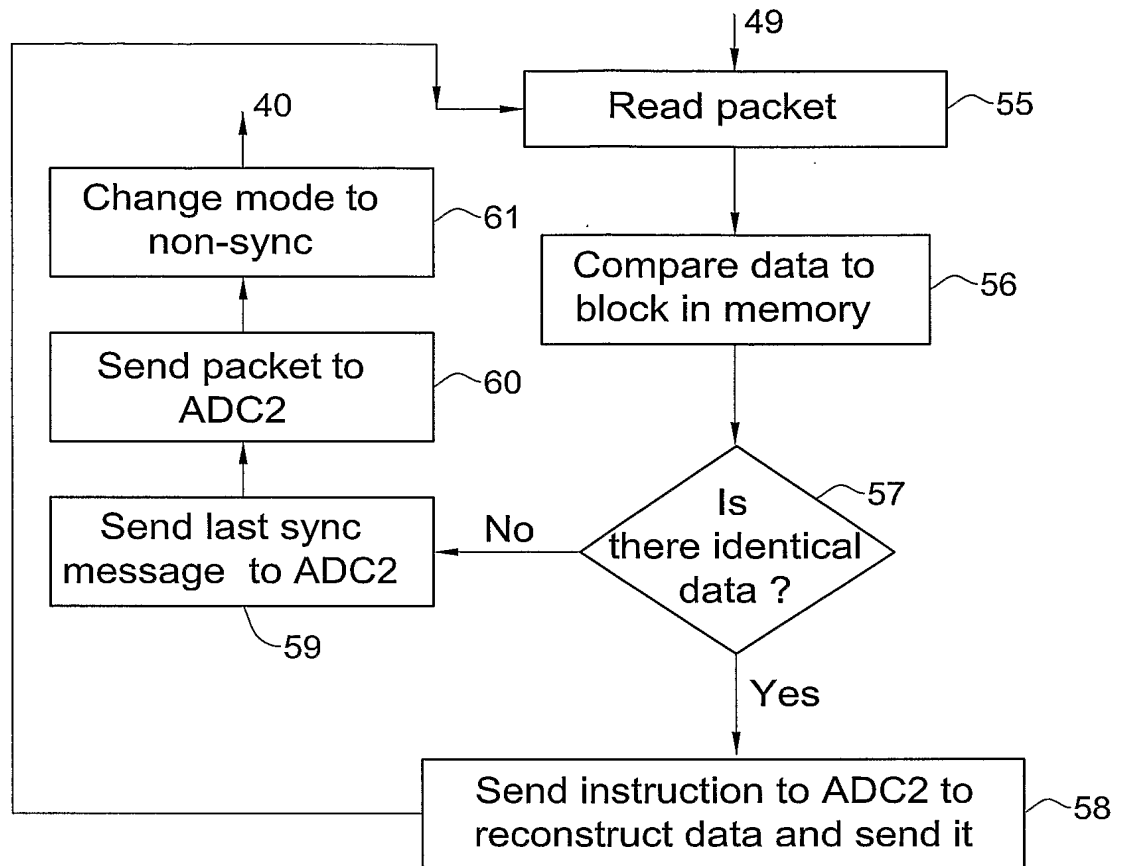 49
Read packet
55
40
Change mode to
non-sync
61
Compare data to
block in memory
56
Send packet to
ADC2
60
Is
there identical
data ?
57
No
Send last sync
message to ADC2
59
Yes
Send instruction to ADC2 to
reconstruct data and send it
58